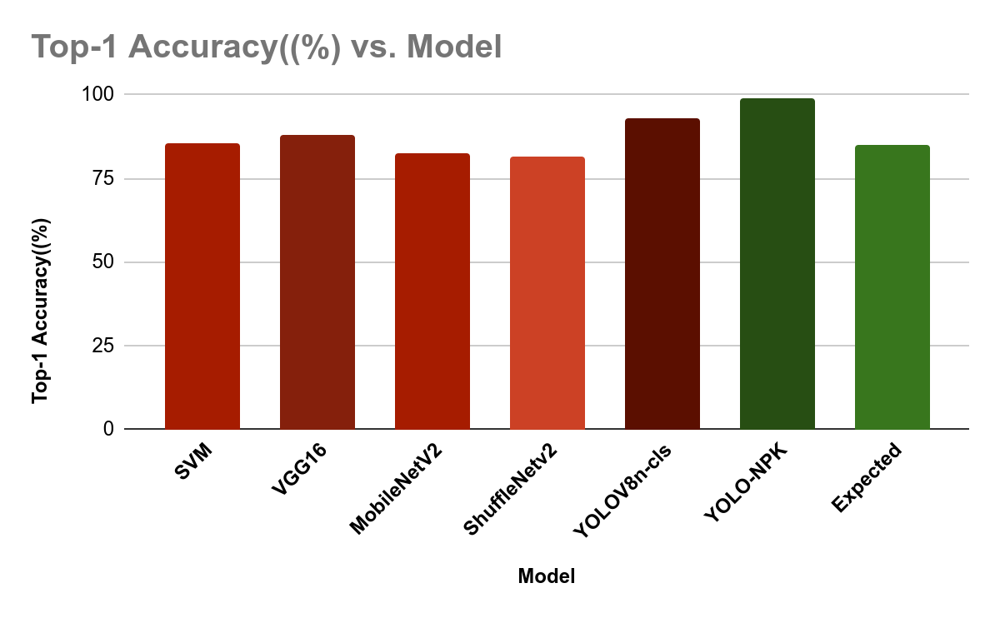 Top-1 Accuracy((%) vs. Model
Top-1 Accuracy((%)
100
75
50
25
0
SVM
VGG16
MobileNetV2
ShuffleNetv2
YOLOV8n-cls
YOLO-NPK
Expected
Model